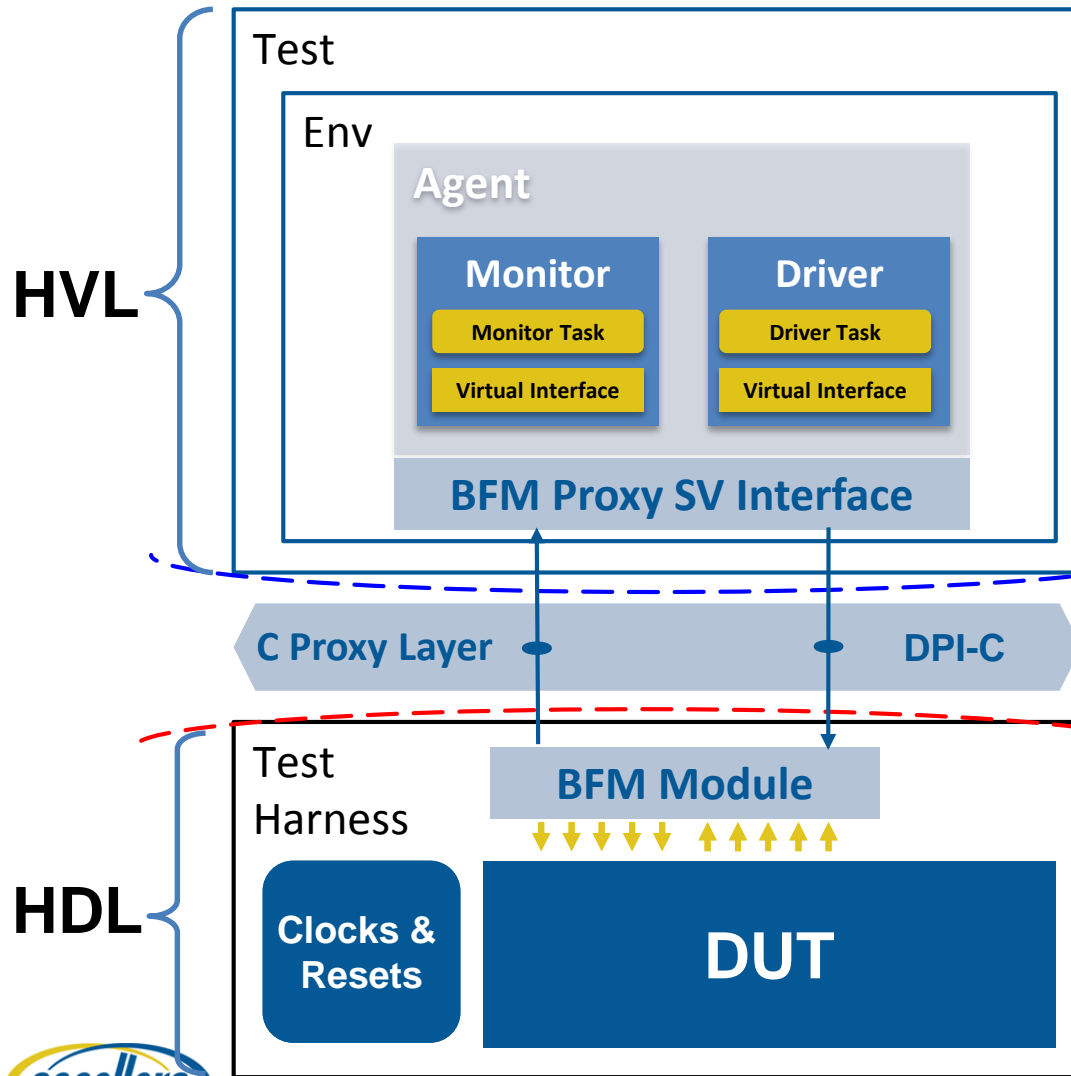 Test
Env
Agent
HVL
Monitor
Driver
Monitor Task
Driver Task
Virtual Interface
Virtual Interface
BFM Proxy SV Interface
C Proxy Layer
DPI-C
Test
Harness
BFM Module
HDL
Clocks &
Resets
DUT